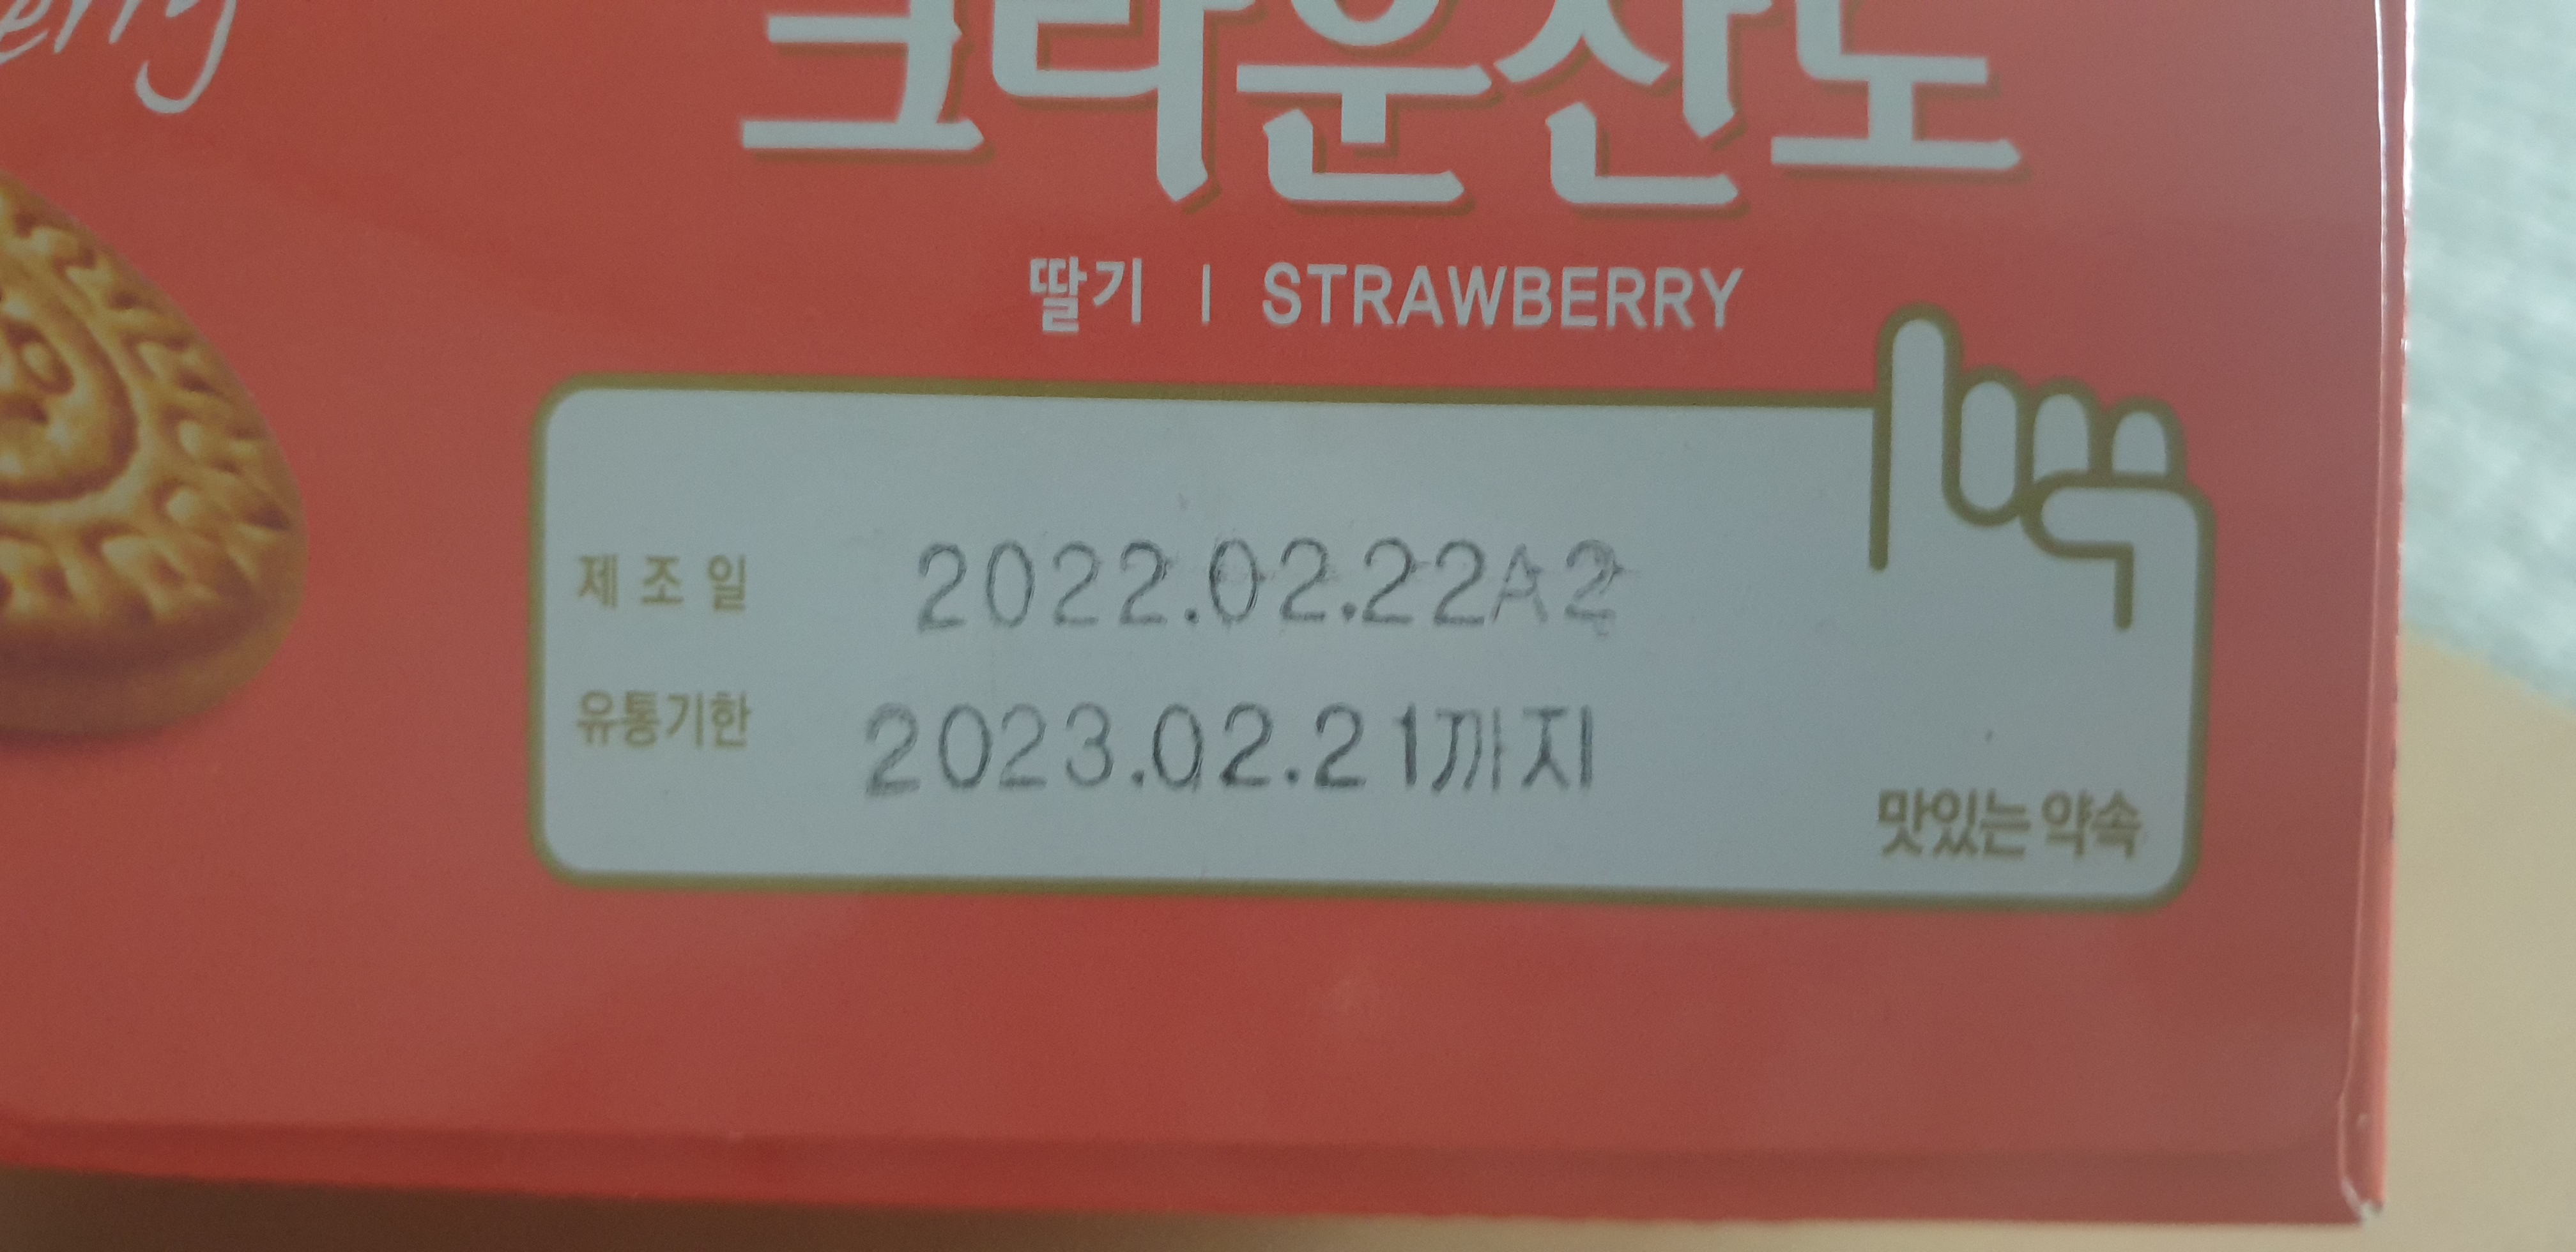 erry
크라운산도
딸기 | STRAWBERRY
제조일 2022.02.22A2
유통기한 2023.02.21까지
맛있는 약속